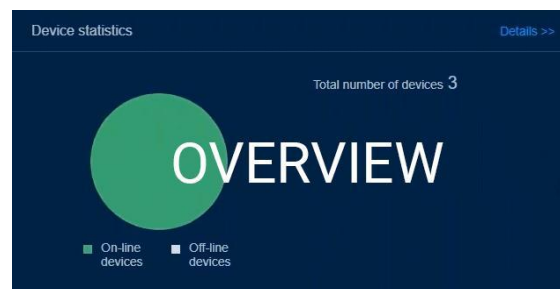 Device statistics
Details >>
Total number of devices 3
OVERVIEW
On-line
devices
Off-line
devices